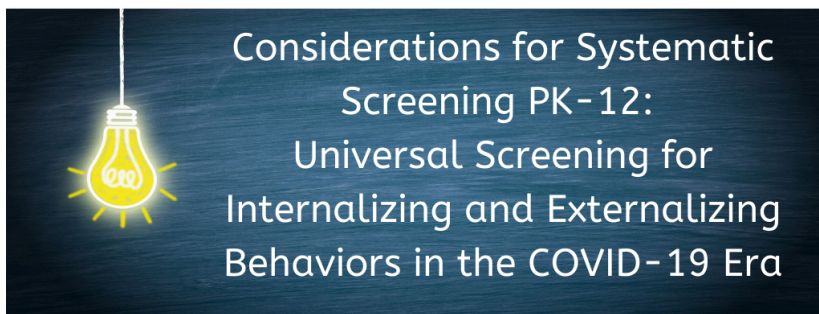 Considerations for Systematic
Screening PK-12:
Universal Screening for
Internalizing and Externalizing
Behaviors in the COVID-19 Era